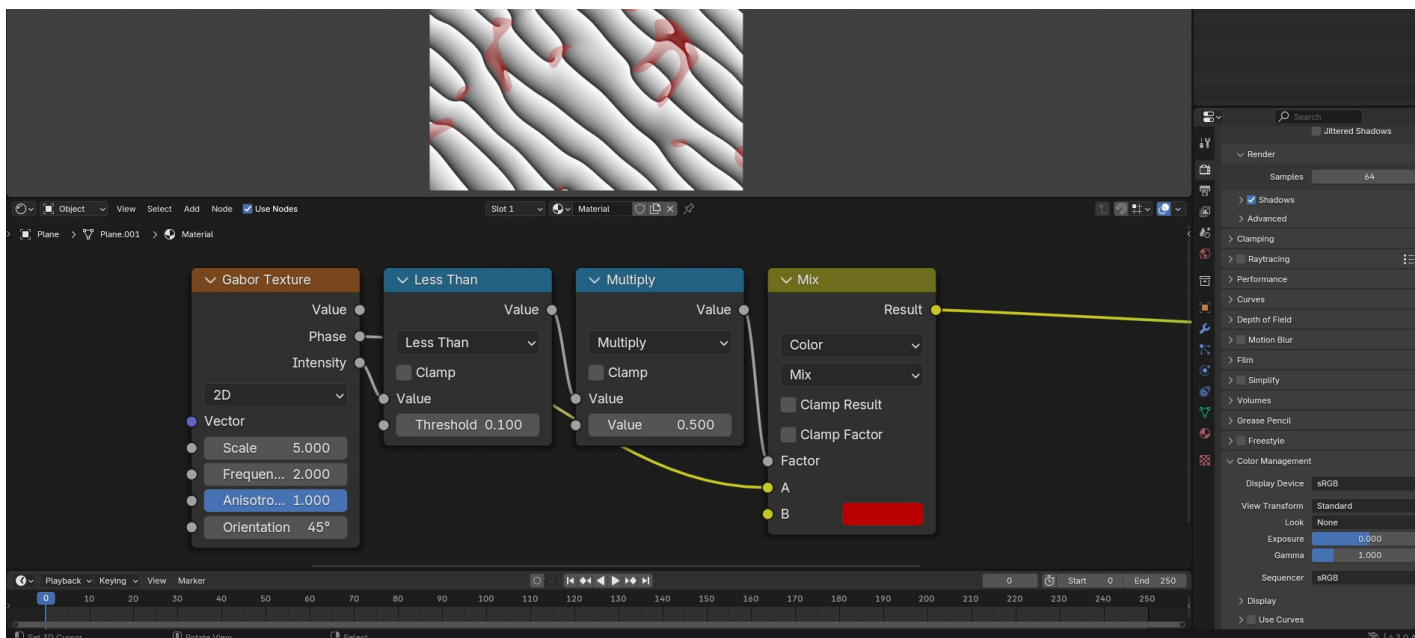 Search
Jittered Shadows
Render
Samples 64
Shadows
Advanced
Clamping
Raytracing
Performance
Curves
Depth of Field
Motion Blur
Film
Simplify
Volumes
Grease Pencil
Freestyle
Color Management
Display Device sRGB
View Transform Standard
Look None
Exposure 0.000
Gamma 1.000
Sequencer sRGB
Display
Use Curves
Object View Select Add Node Use Nodes Slot 1 Material
Plane > Plane.001 > Material
Gabor Texture
Value
Phase
Intensity
2D
Vector
Scale 5.000
Frequen... 2.000
Anisotro... 1.000
Orientation 45°
Less Than
Value
Less Than
Clamp
Value
Threshold 0.100
Multiply
Value
Multiply
Clamp
Value
Value 0.500
Mix
Result
Color
Mix
Clamp Result
Clamp Factor
Factor
A
B
Playback Keying View Marker 0 Start 0 End 250
0 10 20 30 40 50 60 70 80 90 100 110 120 130 140 150 160 170 180 190 200 210 220 230 240 250
Set 3D Cursor Rotate View Select